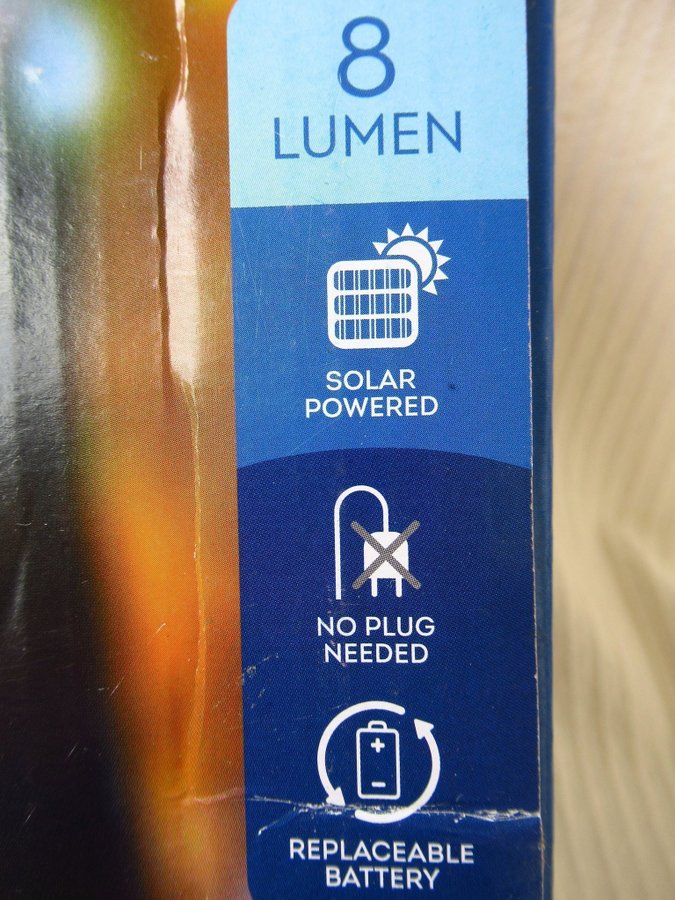 8
LUMEN
SOLAR
POWERED
NO PLUG
NEEDED
REPLACEABLE
BATTERY